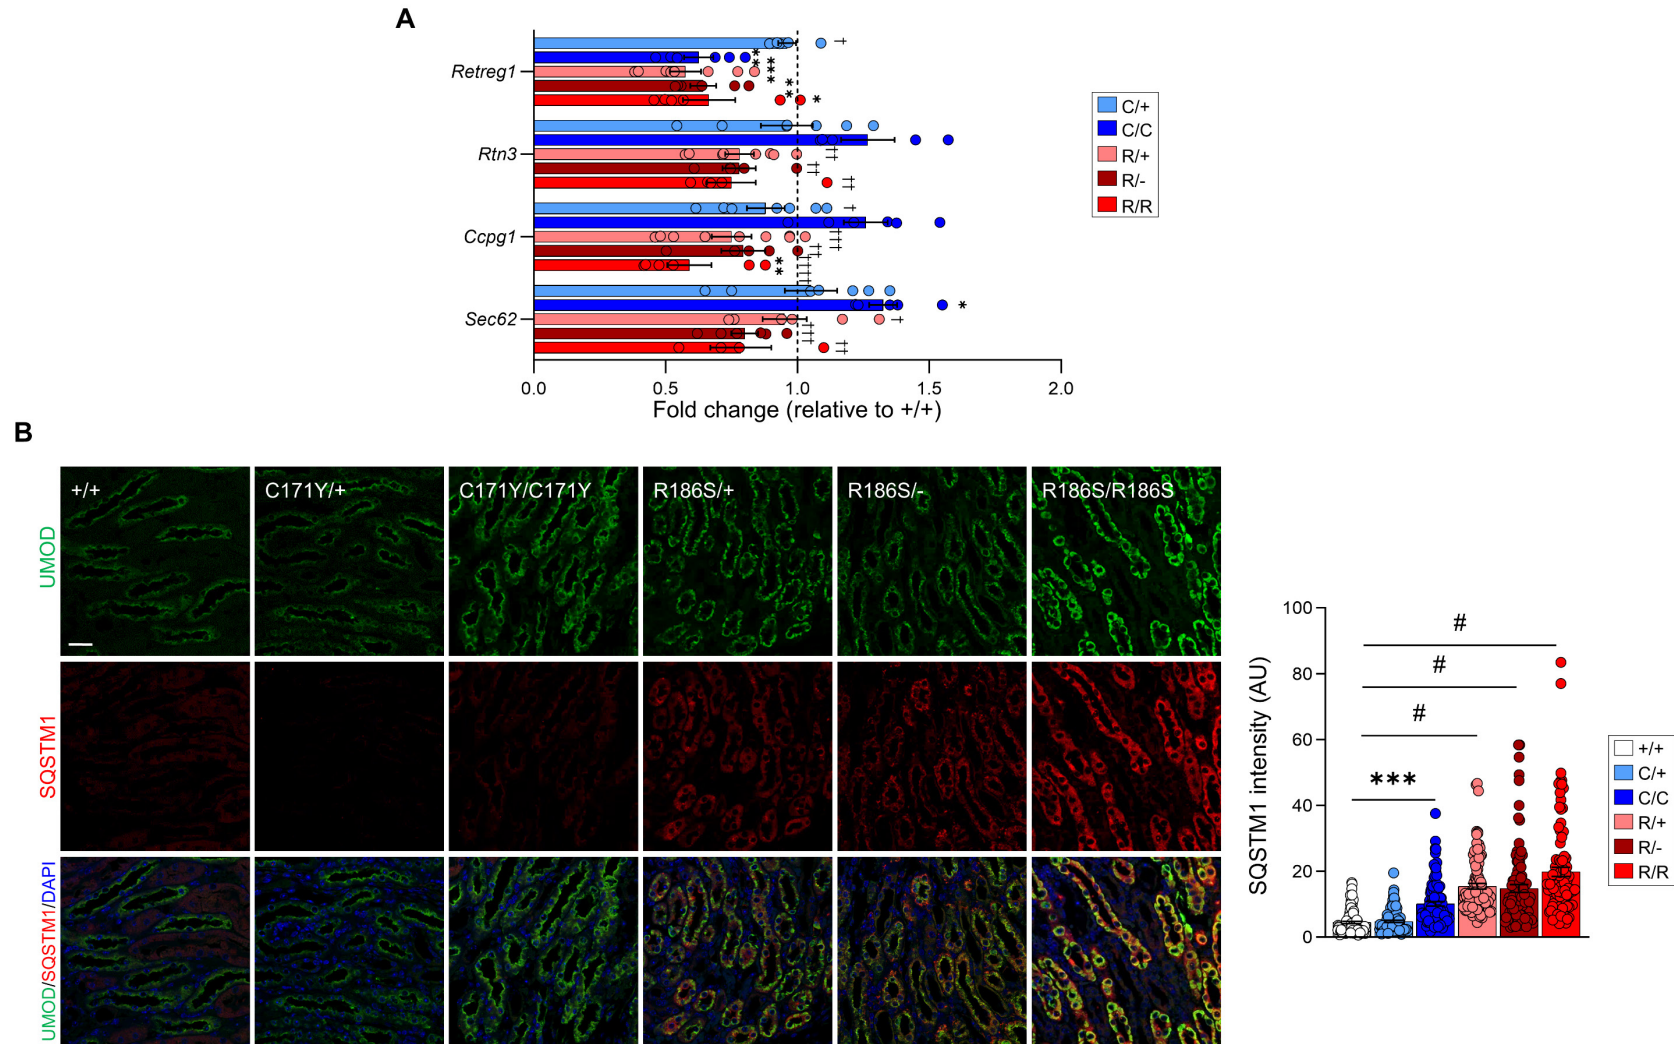 A
Retreg1
Rtn3
Ccpg1
Sec62
†
**
***
**
*
††
††
††
†
†††
††
**
††††
*
†
†††
††
0.0 0.5 1.0 1.5 2.0
Fold change (relative to +/+)
C/+
C/C
R/+
R/-
R/R
B
+/+ C171Y/+ C171Y/C171Y R186S/+ R186S/- R186S/R186S
UMOD
SQSTM1
UMOD/SQSTM1/DAPI
SQSTM1 intensity (AU)
100
80
60
40
20
0
#
#
#
***
+/+
C/+
C/C
R/+
R/-
R/R